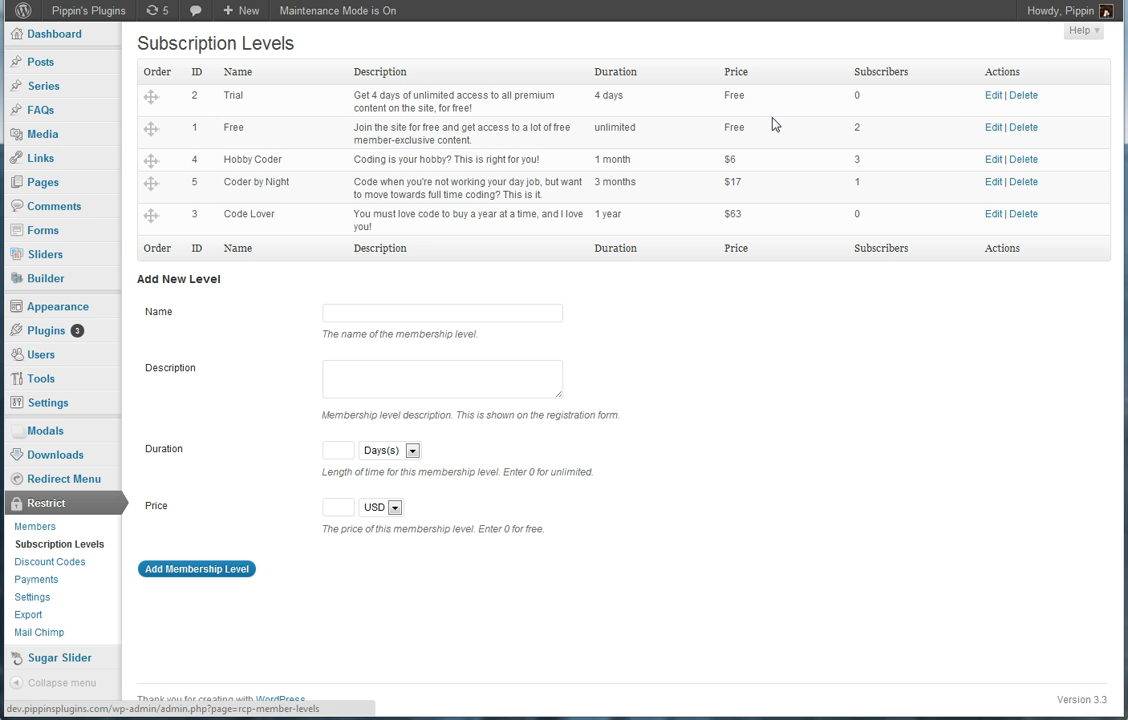 Pippin's Plugins 5 + New Maintenance Mode is On Howdy, Pippin
Help
Dashboard
Posts
Series
FAQs
Media
Links
Pages
Comments
Forms
Sliders
Builder
Appearance
Plugins 3
Users
Tools
Settings
Modals
Downloads
Redirect Menu
Restrict
Members
Subscription Levels
Discount Codes
Payments
Settings
Export
Mail Chimp
Sugar Slider
Collapse menu
Subscription Levels
Order ID Name Description Duration Price Subscribers Actions
2 Trial Get 4 days of unlimited access to all premium 4 days Free 0 Edit | Delete
content on the site, for free!
1 Free Join the site for free and get access to a lot of free unlimited Free 2 Edit | Delete
member-exclusive content.
4 Hobby Coder Coding is your hobby? This is right for you! 1 month $6 3 Edit | Delete
5 Coder by Night Code when you're not working your day job, but want 3 months $17 1 Edit | Delete
to move towards full time coding? This is it.
3 Code Lover You must love code to buy a year at a time, and I love 1 year $63 0 Edit | Delete
you!
Order ID Name Description Duration Price Subscribers Actions
Add New Level
Name
The name of the membership level.
Description
Membership level description. This is shown on the registration form.
Duration Days(s)
Length of time for this membership level. Enter 0 for unlimited.
Price USD
The price of this membership level. Enter 0 for free.
Add Membership Level
Thank you for creating with WordPress Version 3.3
dev.pippinsplugins.com/wp-admin/admin.php?page=rcp-member-levels